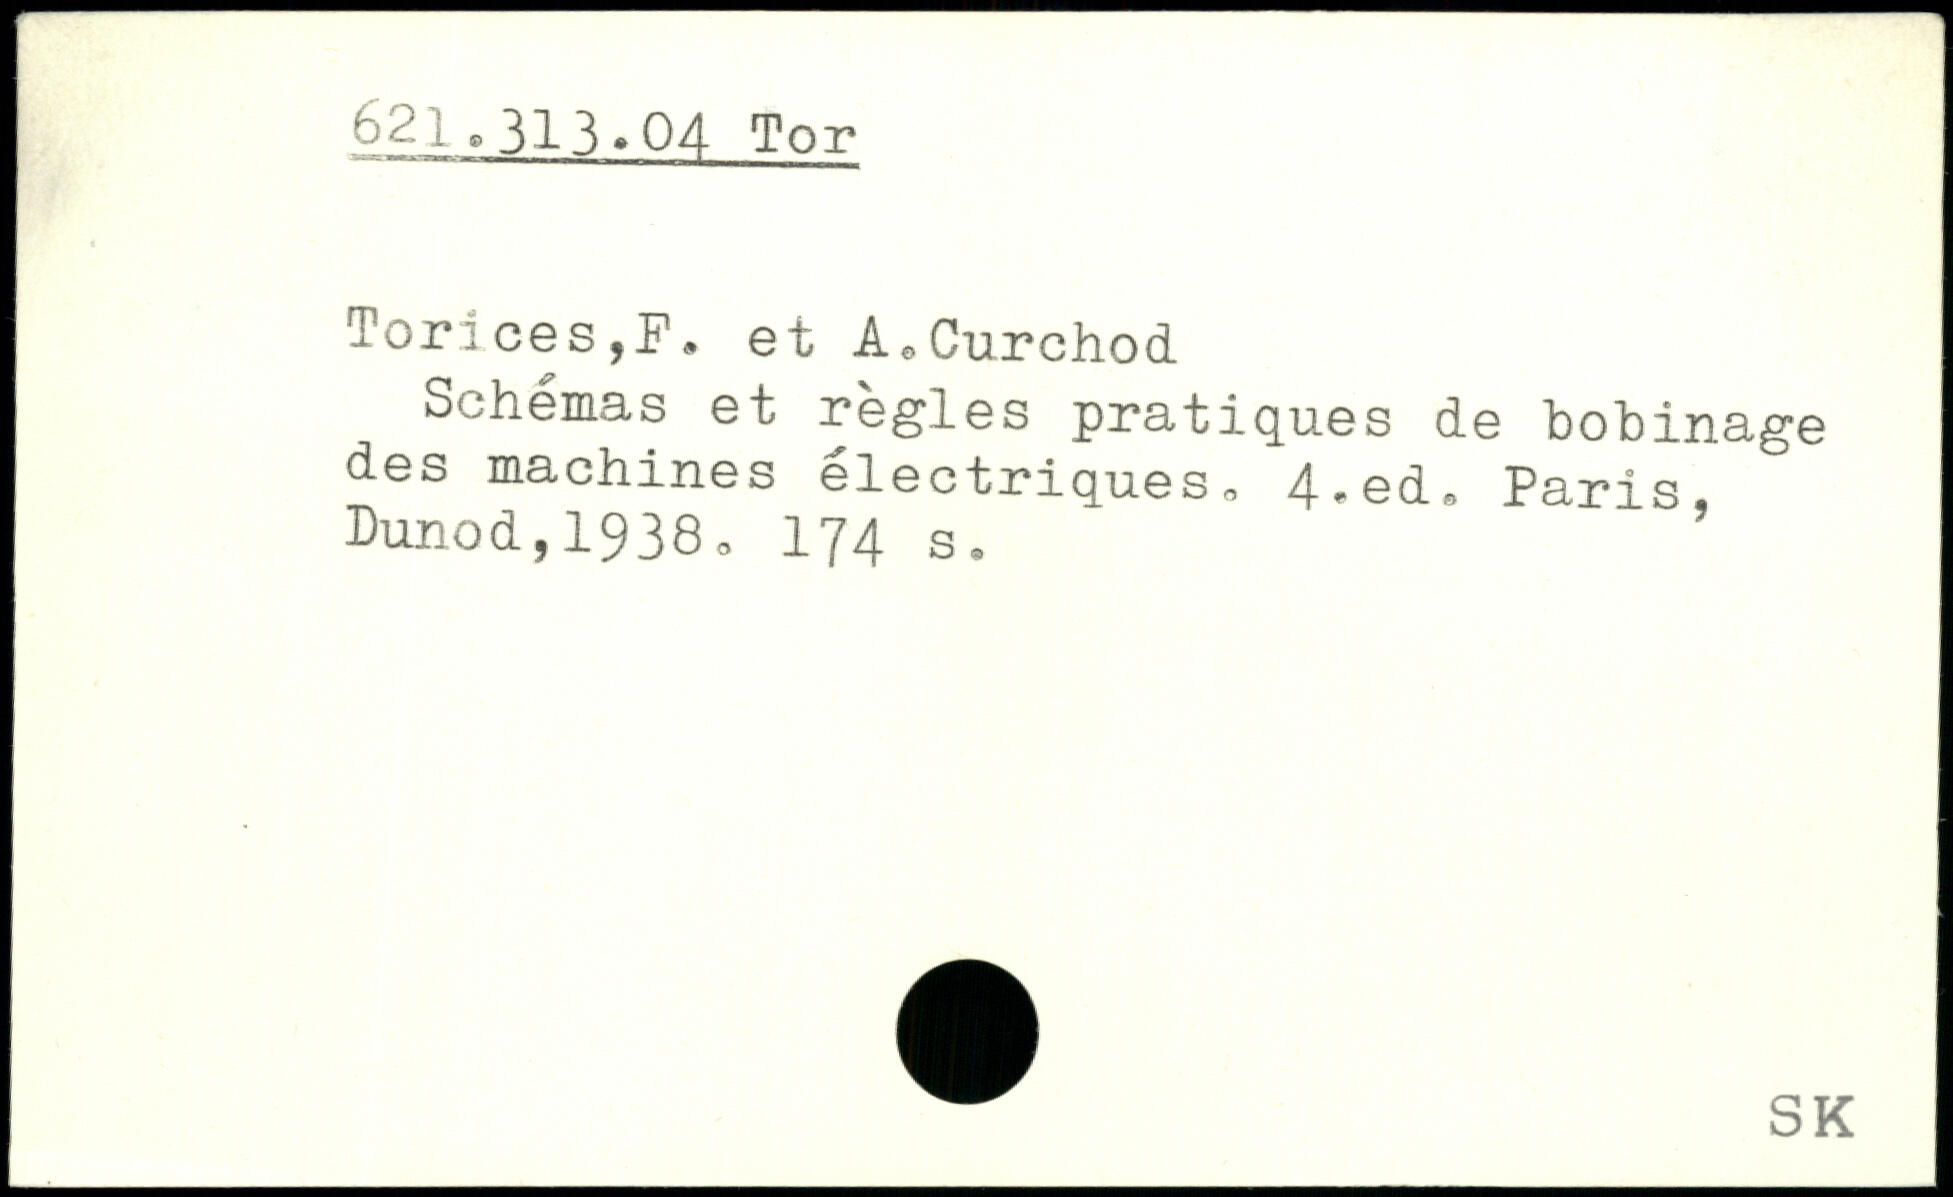 621.313.04 Tor
Torices,F. et A.Curchod
Schémas et règles pratiques de bobinage
des machines électriques. 4.ed. Paris,
Dunod,1938. 174 s.
SK